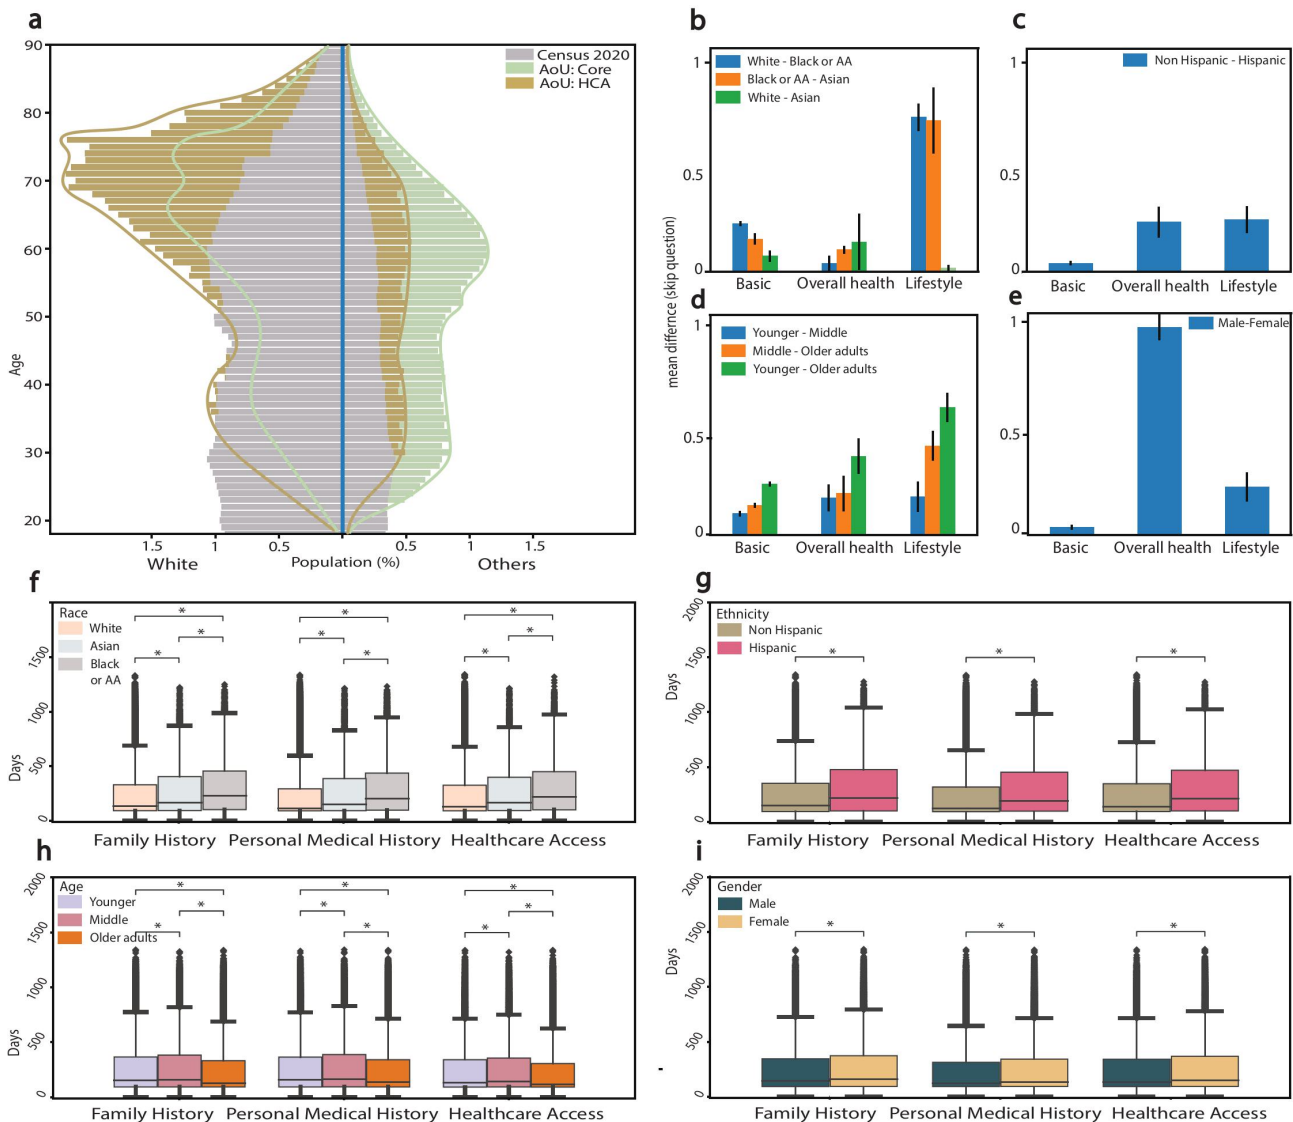 a
90
80
70
60
50
40
30
20
Age
Census 2020
AoU: Core
AoU: HCA
1.5
1
0.5
0.5
1
1.5
White
Population (%)
Others
b
1
0.5
0
White - Black or AA
Black or AA - Asian
White - Asian
Basic
Overall health
Lifestyle
mean differnce (skip question)
c
1
0.5
0
Non Hispanic - Hispanic
Basic
Overall health
Lifestyle
d
1
0.5
0
Younger - Middle
Middle - Older adults
Younger - Older adults
Basic
Overall health
Lifestyle
e
1
0.5
0
Male-Female
Basic
Overall health
Lifestyle
f
Race
White
Asian
Black
or AA
1500
1000
500
0
Days
* * *
* * *
* * *
Family History
Personal Medical History
Healthcare Access
g
2000
1500
1000
500
0
Days
Ethnicity
Non Hispanic
Hispanic
* * *
Family History
Personal Medical History
Healthcare Access
h
2000
1500
1000
500
0
Days
Age
Younger
Middle
Older adults
* * *
* * *
* * *
Family History
Personal Medical History
Healthcare Access
i
2000
1500
1000
500
0
Days
Gender
Male
Female
* * *
Family History
Personal Medical History
Healthcare Access